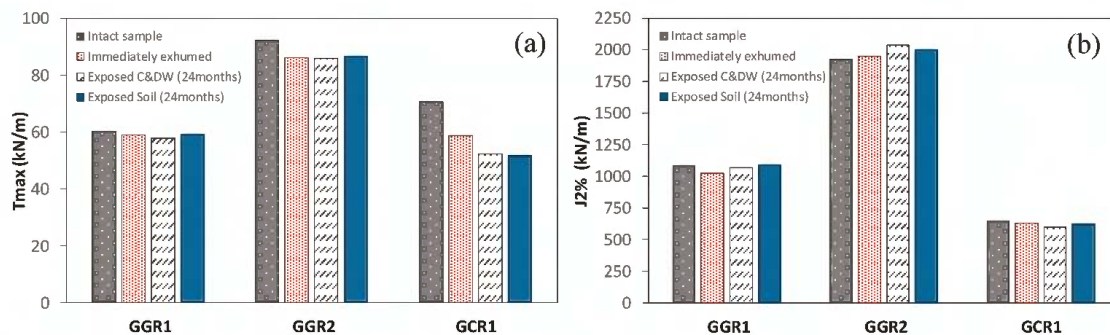 (a)
Intact sample
Immediately exhumed
Exposed C&DW (24months)
Exposed Soil (24months)
Tmax (kN/m)
100
80
60
40
20
0
GGR1 GGR2 GCR1
(b)
Intact sample
Immediately exhumed
Exposed C&DW (24months)
Exposed Soil (24months)
J2% (kN/m)
2250
2000
1750
1500
1250
1000
750
500
250
0
GGR1 GGR2 GCR1